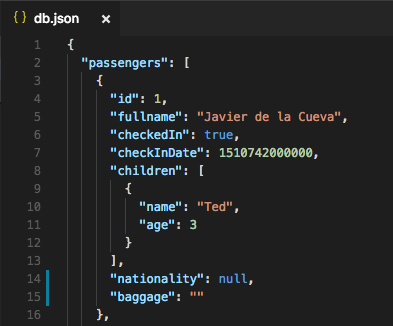 { } db.json ×
1 {
2 "passengers": [
3 {
4 "id": 1,
5 "fullname": "Javier de la Cueva",
6 "checkedIn": true,
7 "checkInDate": 1510742000000,
8 "children": [
9 {
10 "name": "Ted",
11 "age": 3
12 }
13 ],
14 "nationality": null,
15 "baggage": ""
16 },